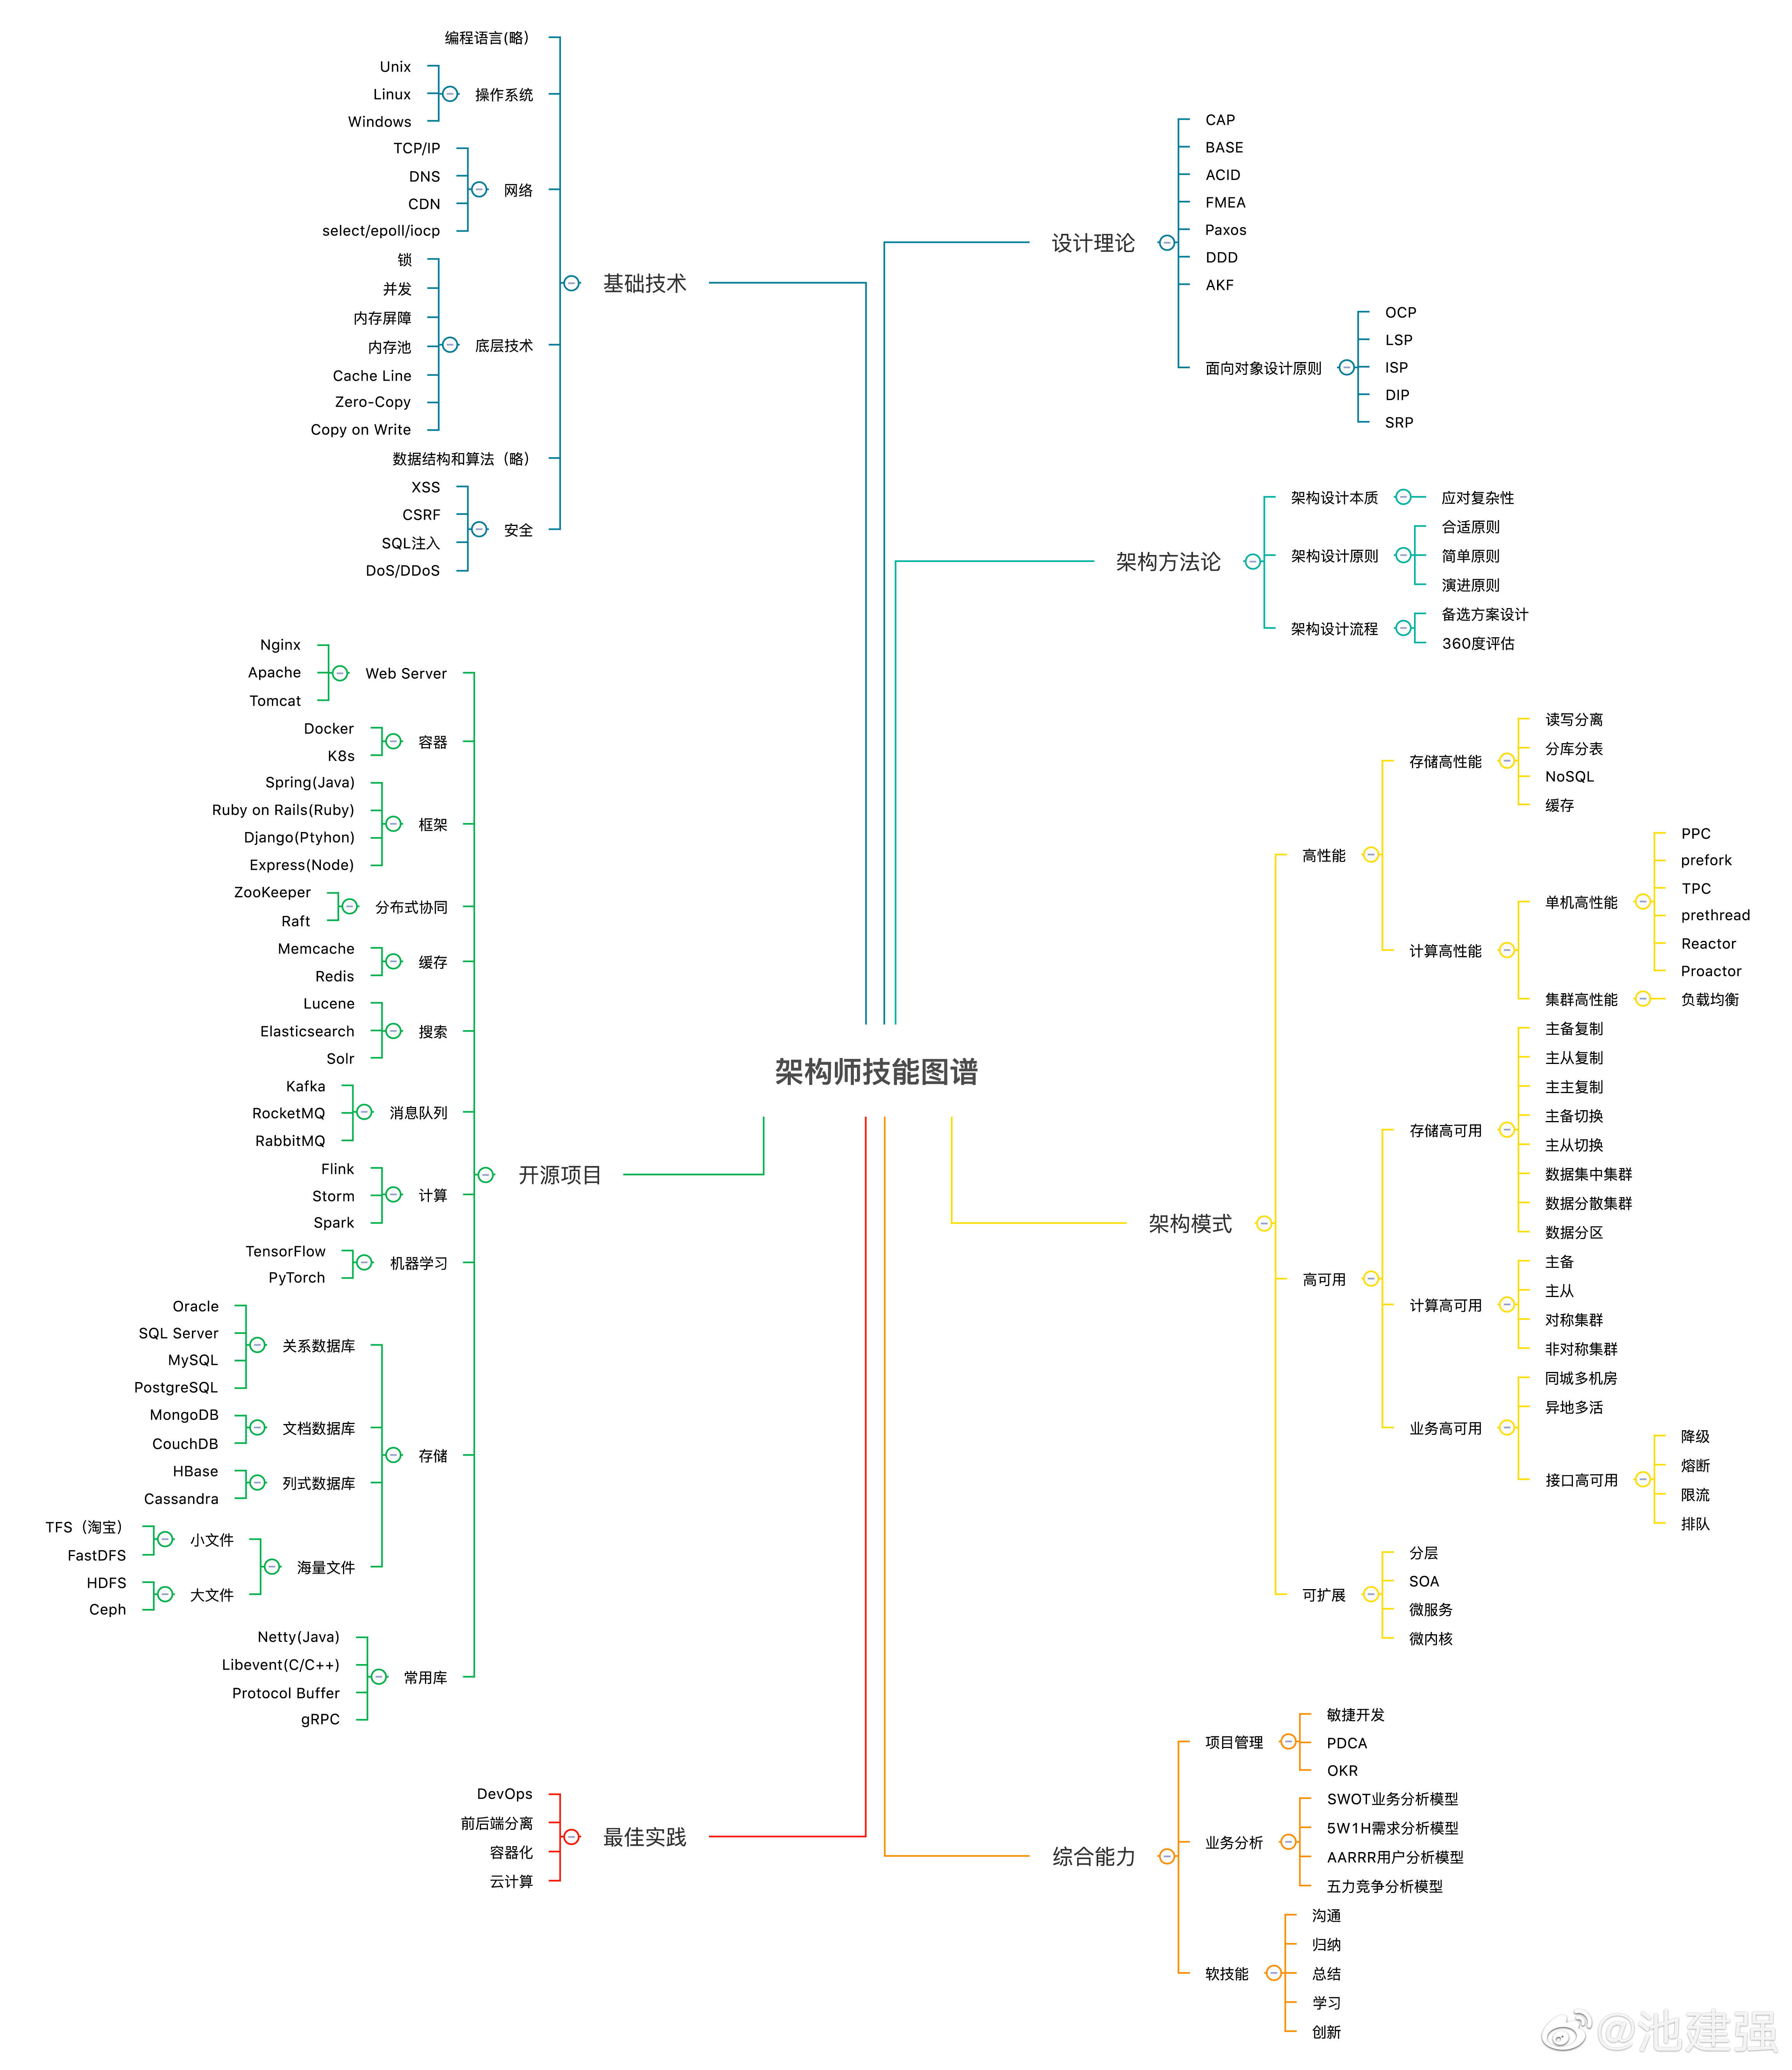 架构师技能图谱
基础技术
编程语言(略)
操作系统
Unix
Linux
Windows
网络
TCP/IP
DNS
CDN
select/epoll/iocp
底层技术
锁
并发
内存屏障
内存池
Cache Line
Zero-Copy
Copy on Write
数据结构和算法（略）
安全
XSS
CSRF
SQL注入
DoS/DDoS
开源项目
Web Server
Nginx
Apache
Tomcat
容器
Docker
K8s
框架
Spring(Java)
Ruby on Rails(Ruby)
Django(Ptyhon)
Express(Node)
分布式协同
ZooKeeper
Raft
缓存
Memcache
Redis
搜索
Lucene
Elasticsearch
Solr
消息队列
Kafka
RocketMQ
RabbitMQ
计算
Flink
Storm
Spark
机器学习
TensorFlow
PyTorch
存储
关系数据库
Oracle
SQL Server
MySQL
PostgreSQL
文档数据库
MongoDB
CouchDB
列式数据库
HBase
Cassandra
海量文件
小文件
TFS（淘宝）
FastDFS
大文件
HDFS
Ceph
常用库
Netty(Java)
Libevent(C/C++)
Protocol Buffer
gRPC
最佳实践
DevOps
前后端分离
容器化
云计算
设计理论
CAP
BASE
ACID
FMEA
Paxos
DDD
AKF
面向对象设计原则
OCP
LSP
ISP
DIP
SRP
架构方法论
架构设计本质
应对复杂性
架构设计原则
合适原则
简单原则
演进原则
架构设计流程
备选方案设计
360度评估
架构模式
高性能
存储高性能
读写分离
分库分表
NoSQL
缓存
计算高性能
单机高性能
PPC
prefork
TPC
prethread
Reactor
Proactor
集群高性能
负载均衡
高可用
存储高可用
主备复制
主从复制
主主复制
主备切换
主从切换
数据集中集群
数据分散集群
数据分区
计算高可用
主备
主从
对称集群
非对称集群
业务高可用
同城多机房
异地多活
接口高可用
降级
熔断
限流
排队
可扩展
分层
SOA
微服务
微内核
综合能力
项目管理
敏捷开发
PDCA
OKR
业务分析
SWOT业务分析模型
5W1H需求分析模型
AARRR用户分析模型
五力竞争分析模型
软技能
沟通
归纳
总结
学习
创新
@池建强